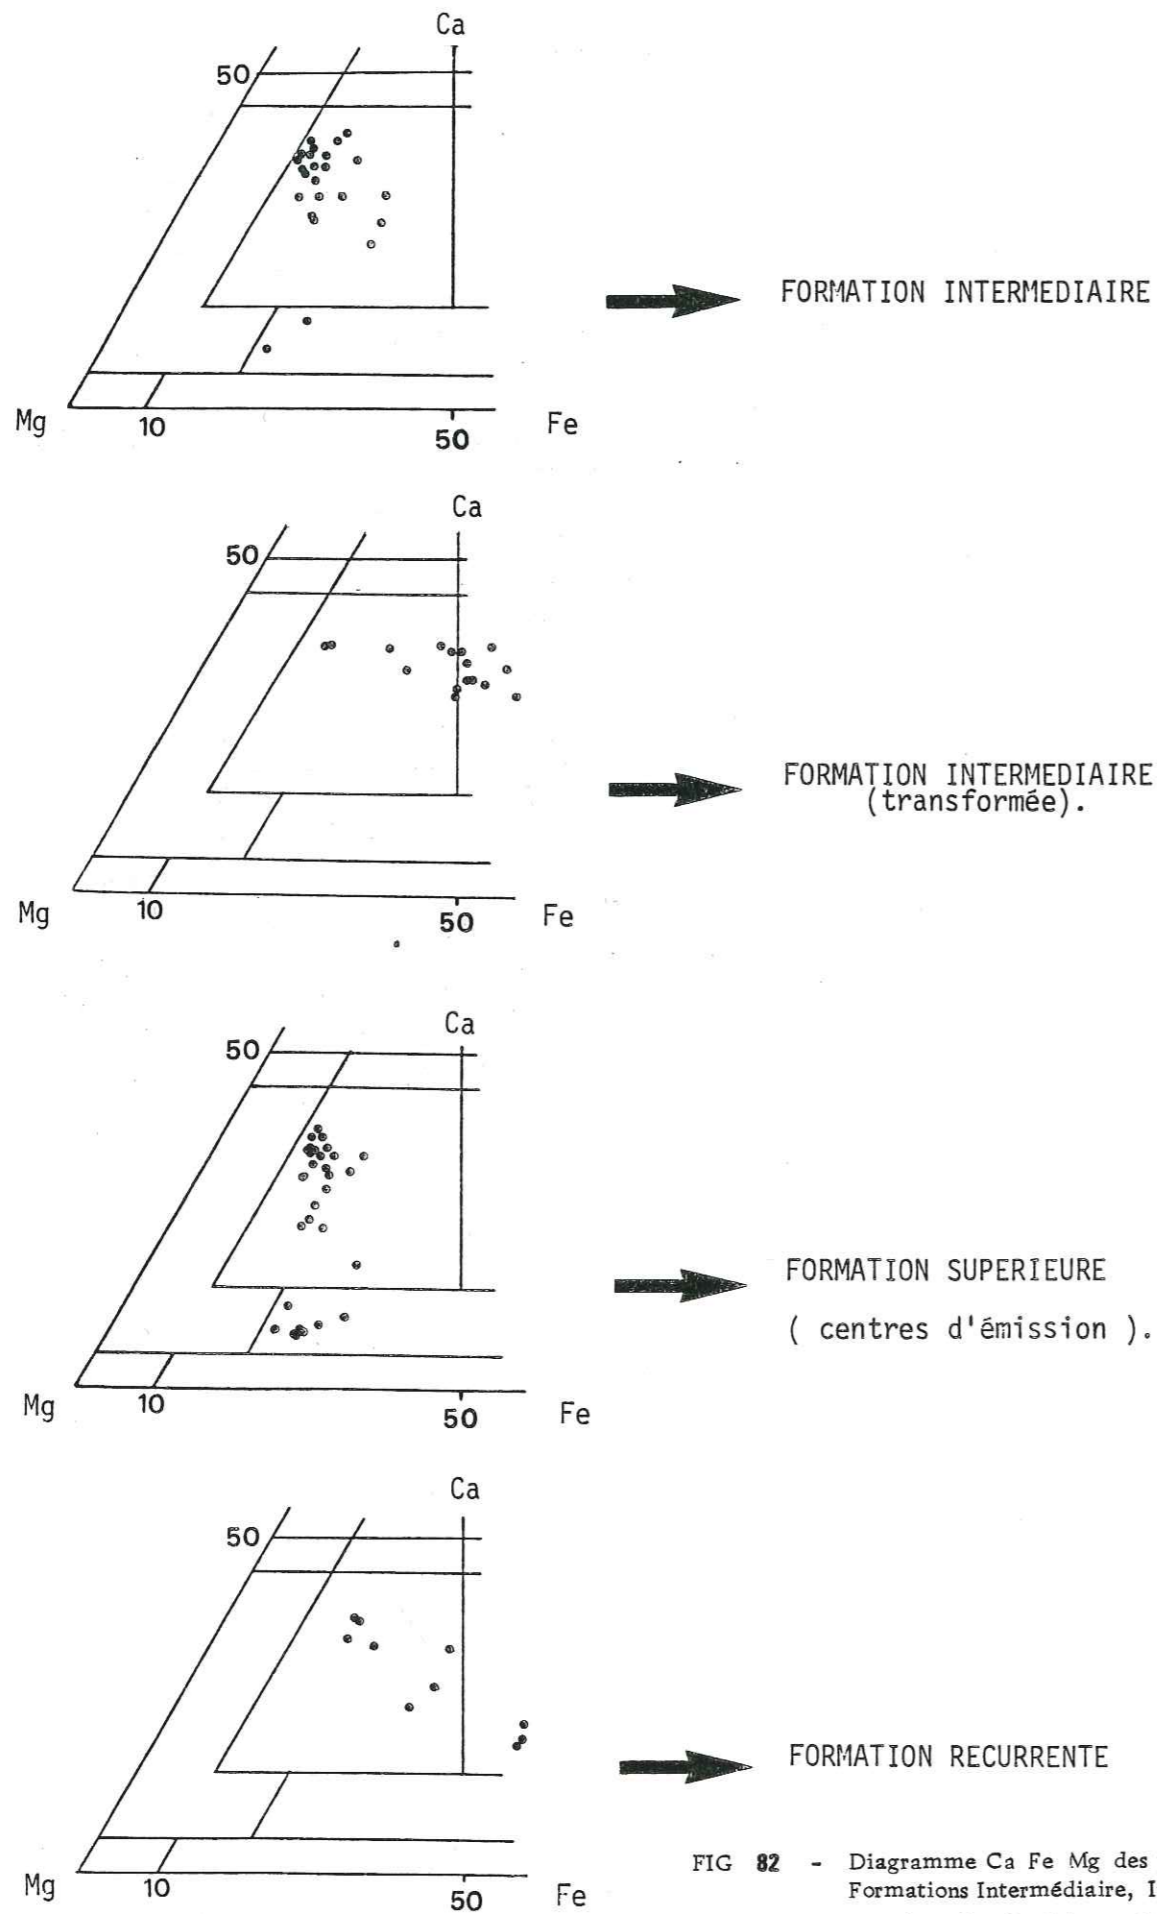 Ca
50
FORMATION INTERMEDIAIRE
Mg
10
50
Fe
Ca
50
FORMATION INTERMEDIAIRE
(transformée).
Mg
10
50
Fe
Ca
50
FORMATION SUPERIEURE
( centres d'émission ).
Mg
10
50
Fe
Ca
50
FORMATION RECURRENTE
Mg
10
50
Fe
FIG 82 - Diagramme Ca Fe Mg des
Formations Intermédiaire, I